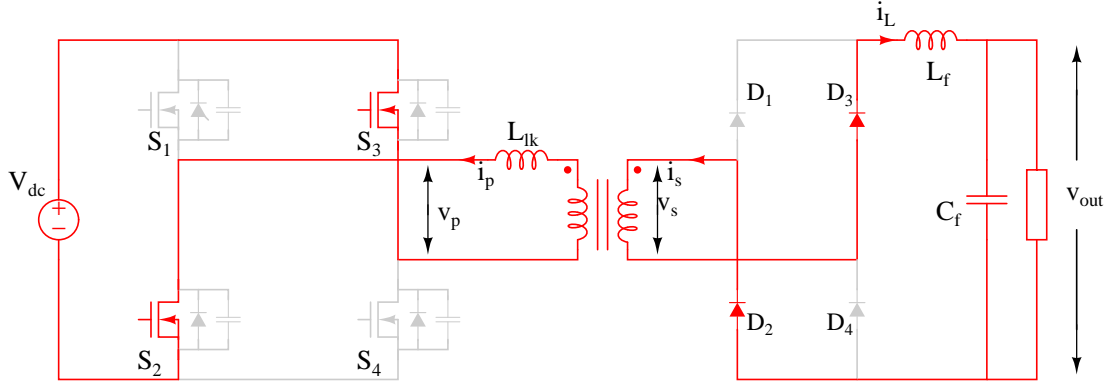 i_L
L_f
D_1
D_3
S_1
S_3
L_lk
V_dc
i_p
i_s
v_p
v_s
C_f
v_out
S_2
S_4
D_2
D_4